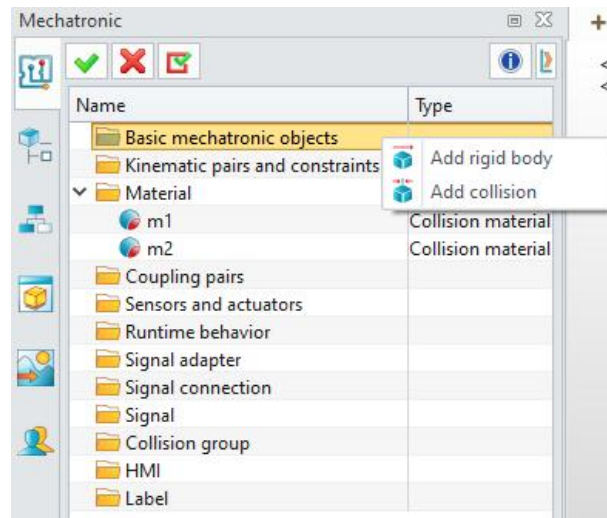 Mechatronic
Name Type
Basic mechatronic objects
Add rigid body
Kinematic pairs and constraints
Add collision
Material
m1 Collision material
m2 Collision material
Coupling pairs
Sensors and actuators
Runtime behavior
Signal adapter
Signal connection
Signal
Collision group
HMI
Label